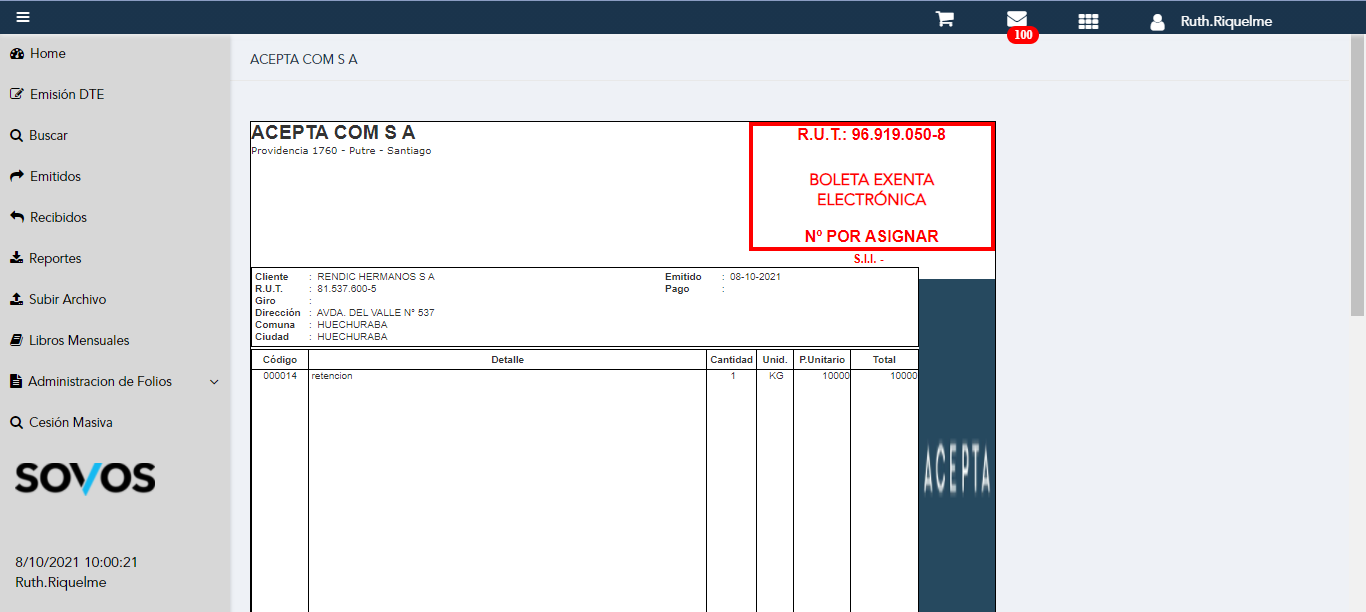 Ruth.Riquelme
100
Home
Emisión DTE
Buscar
Emitidos
Recibidos
Reportes
Subir Archivo
Libros Mensuales
Administracion de Folios
Cesión Masiva
SOVOS
8/10/2021 10:00:21
Ruth.Riquelme
ACEPTA COM S A
ACEPTA COM S A
Providencia 1760 - Putre - Santiago
R.U.T.: 96.919.050-8
BOLETA EXENTA
ELECTRÓNICA
Nº POR ASIGNAR
S.I.I. -
Cliente : RENDIC HERMANOS S A Emitido : 08-10-2021
R.U.T. : 81.537.600-5 Pago :
Giro :
Dirección : AVDA. DEL VALLE N° 537
Comuna : HUECHURABA
Ciudad : HUECHURABA
Código Detalle Cantidad Unid. P.Unitario Total
000014 retencion 1 KG 10000 10000
ACEPTA